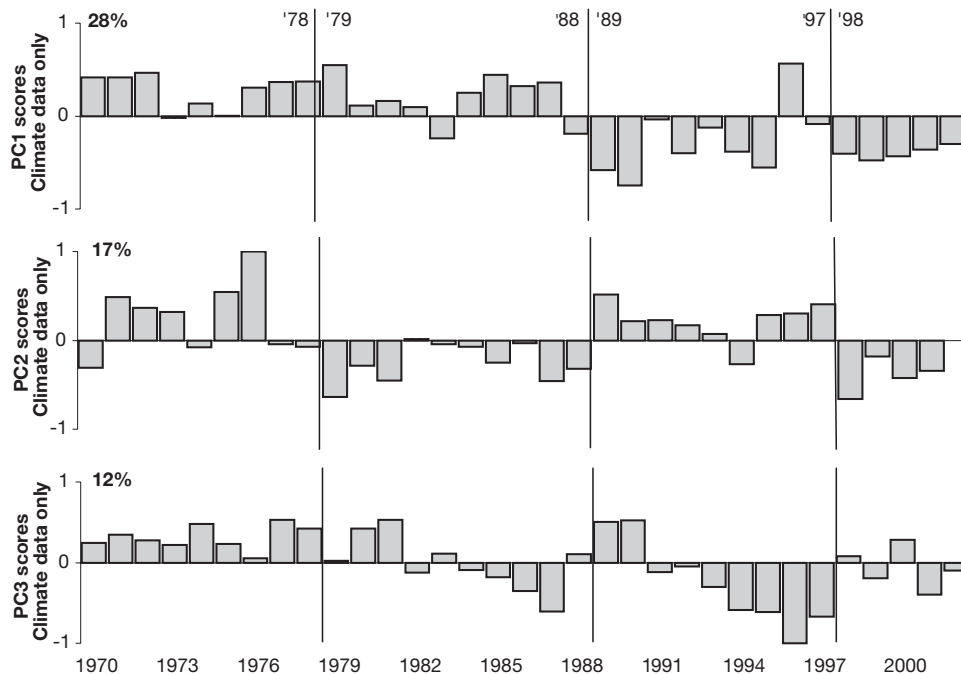 28%
'78 '79
'88 '89
'97 '98
1
0
-1
PC1 scores
Climate data only
17%
1
0
-1
PC2 scores
Climate data only
12%
1
0
-1
PC3 scores
Climate data only
1970 1973 1976 1979 1982 1985 1988 1991 1994 1997 2000